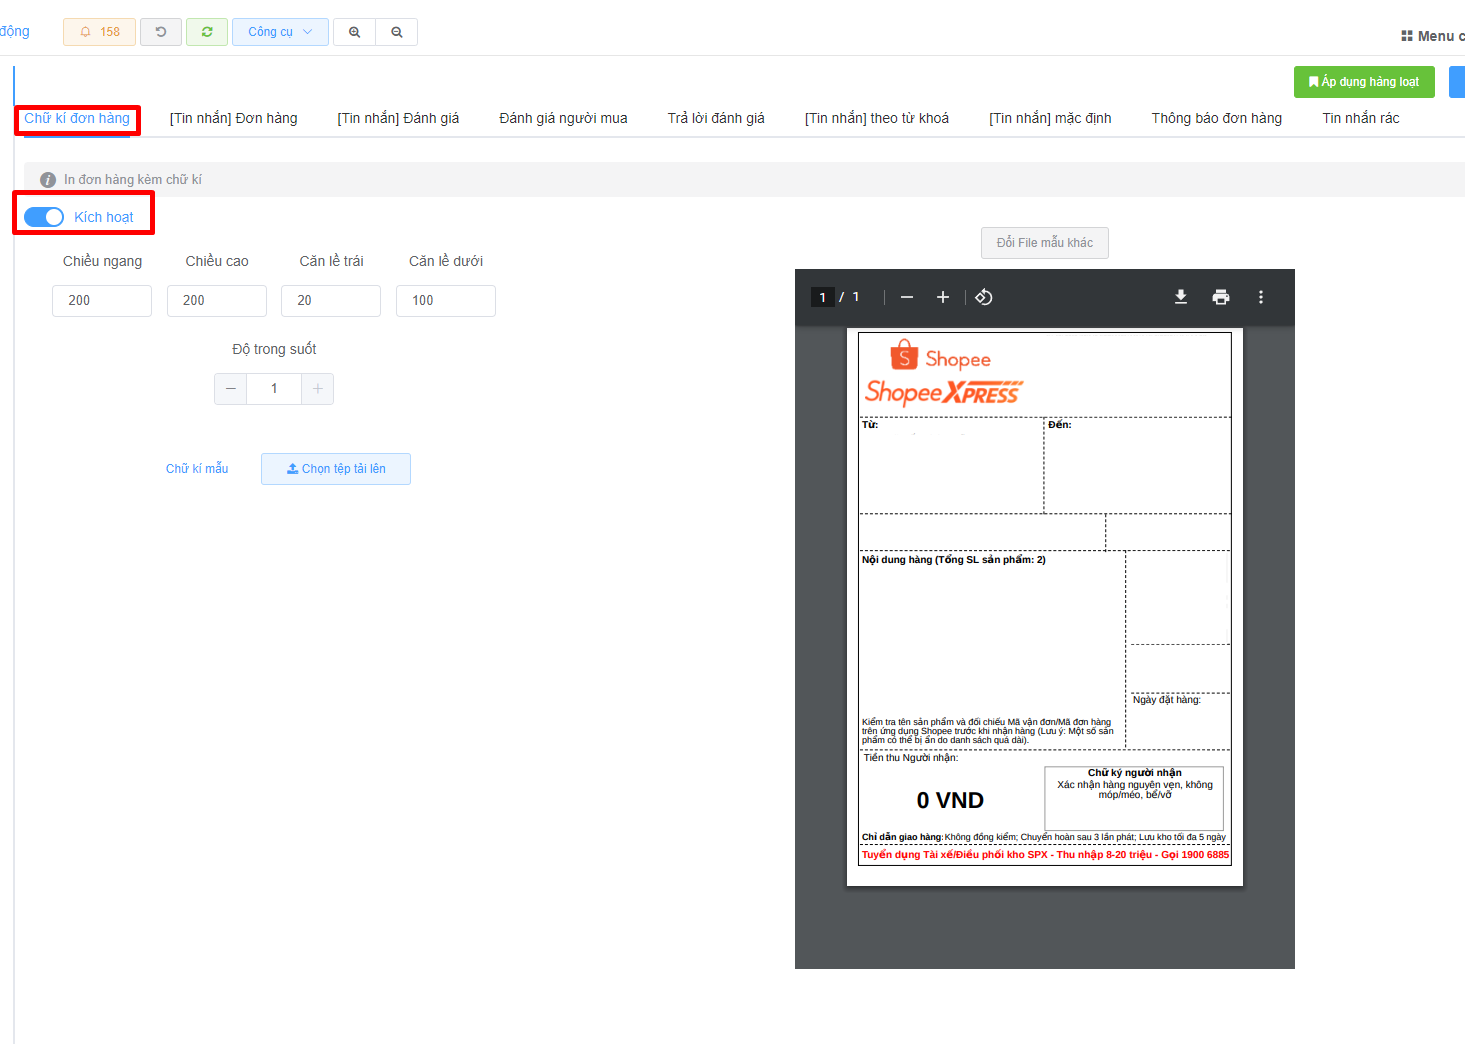 động
158
Công cụ
Menu c
Áp dụng hàng loạt
Chữ kí đơn hàng
[Tin nhắn] Đơn hàng
[Tin nhắn] Đánh giá
Đánh giá người mua
Trả lời đánh giá
[Tin nhắn] theo từ khoá
[Tin nhắn] mặc định
Thông báo đơn hàng
Tin nhắn rác
In đơn hàng kèm chữ kí
Kích hoạt
Đổi File mẫu khác
Chiều ngang Chiều cao Căn lề trái Căn lề dưới
200 200 20 100
Độ trong suốt
1
Chữ kí mẫu
Chọn tệp tải lên
1 / 1
Shopee
Shopee XPRESS
Từ:
Đến:
Nội dung hàng (Tổng SL sản phẩm: 2)
Ngày đặt hàng:
Kiểm tra tên sản phẩm và đối chiếu Mã vận đơn/Mã đơn hàng
trên ứng dụng Shopee trước khi nhận hàng (Lưu ý: Một số sản
phẩm có thể bị ẩn do danh sách quá dài).
Tiền thu Người nhận:
0 VND
Chữ ký người nhận
Xác nhận hàng nguyên vẹn, không
móp/méo, bể/vỡ
Chỉ dẫn giao hàng: Không đồng kiểm; Chuyển hoàn sau 3 lần phát; Lưu kho tối đa 5 ngày
Tuyển dụng Tài xế/Điều phối kho SPX - Thu nhập 8-20 triệu - Gọi 1900 6885